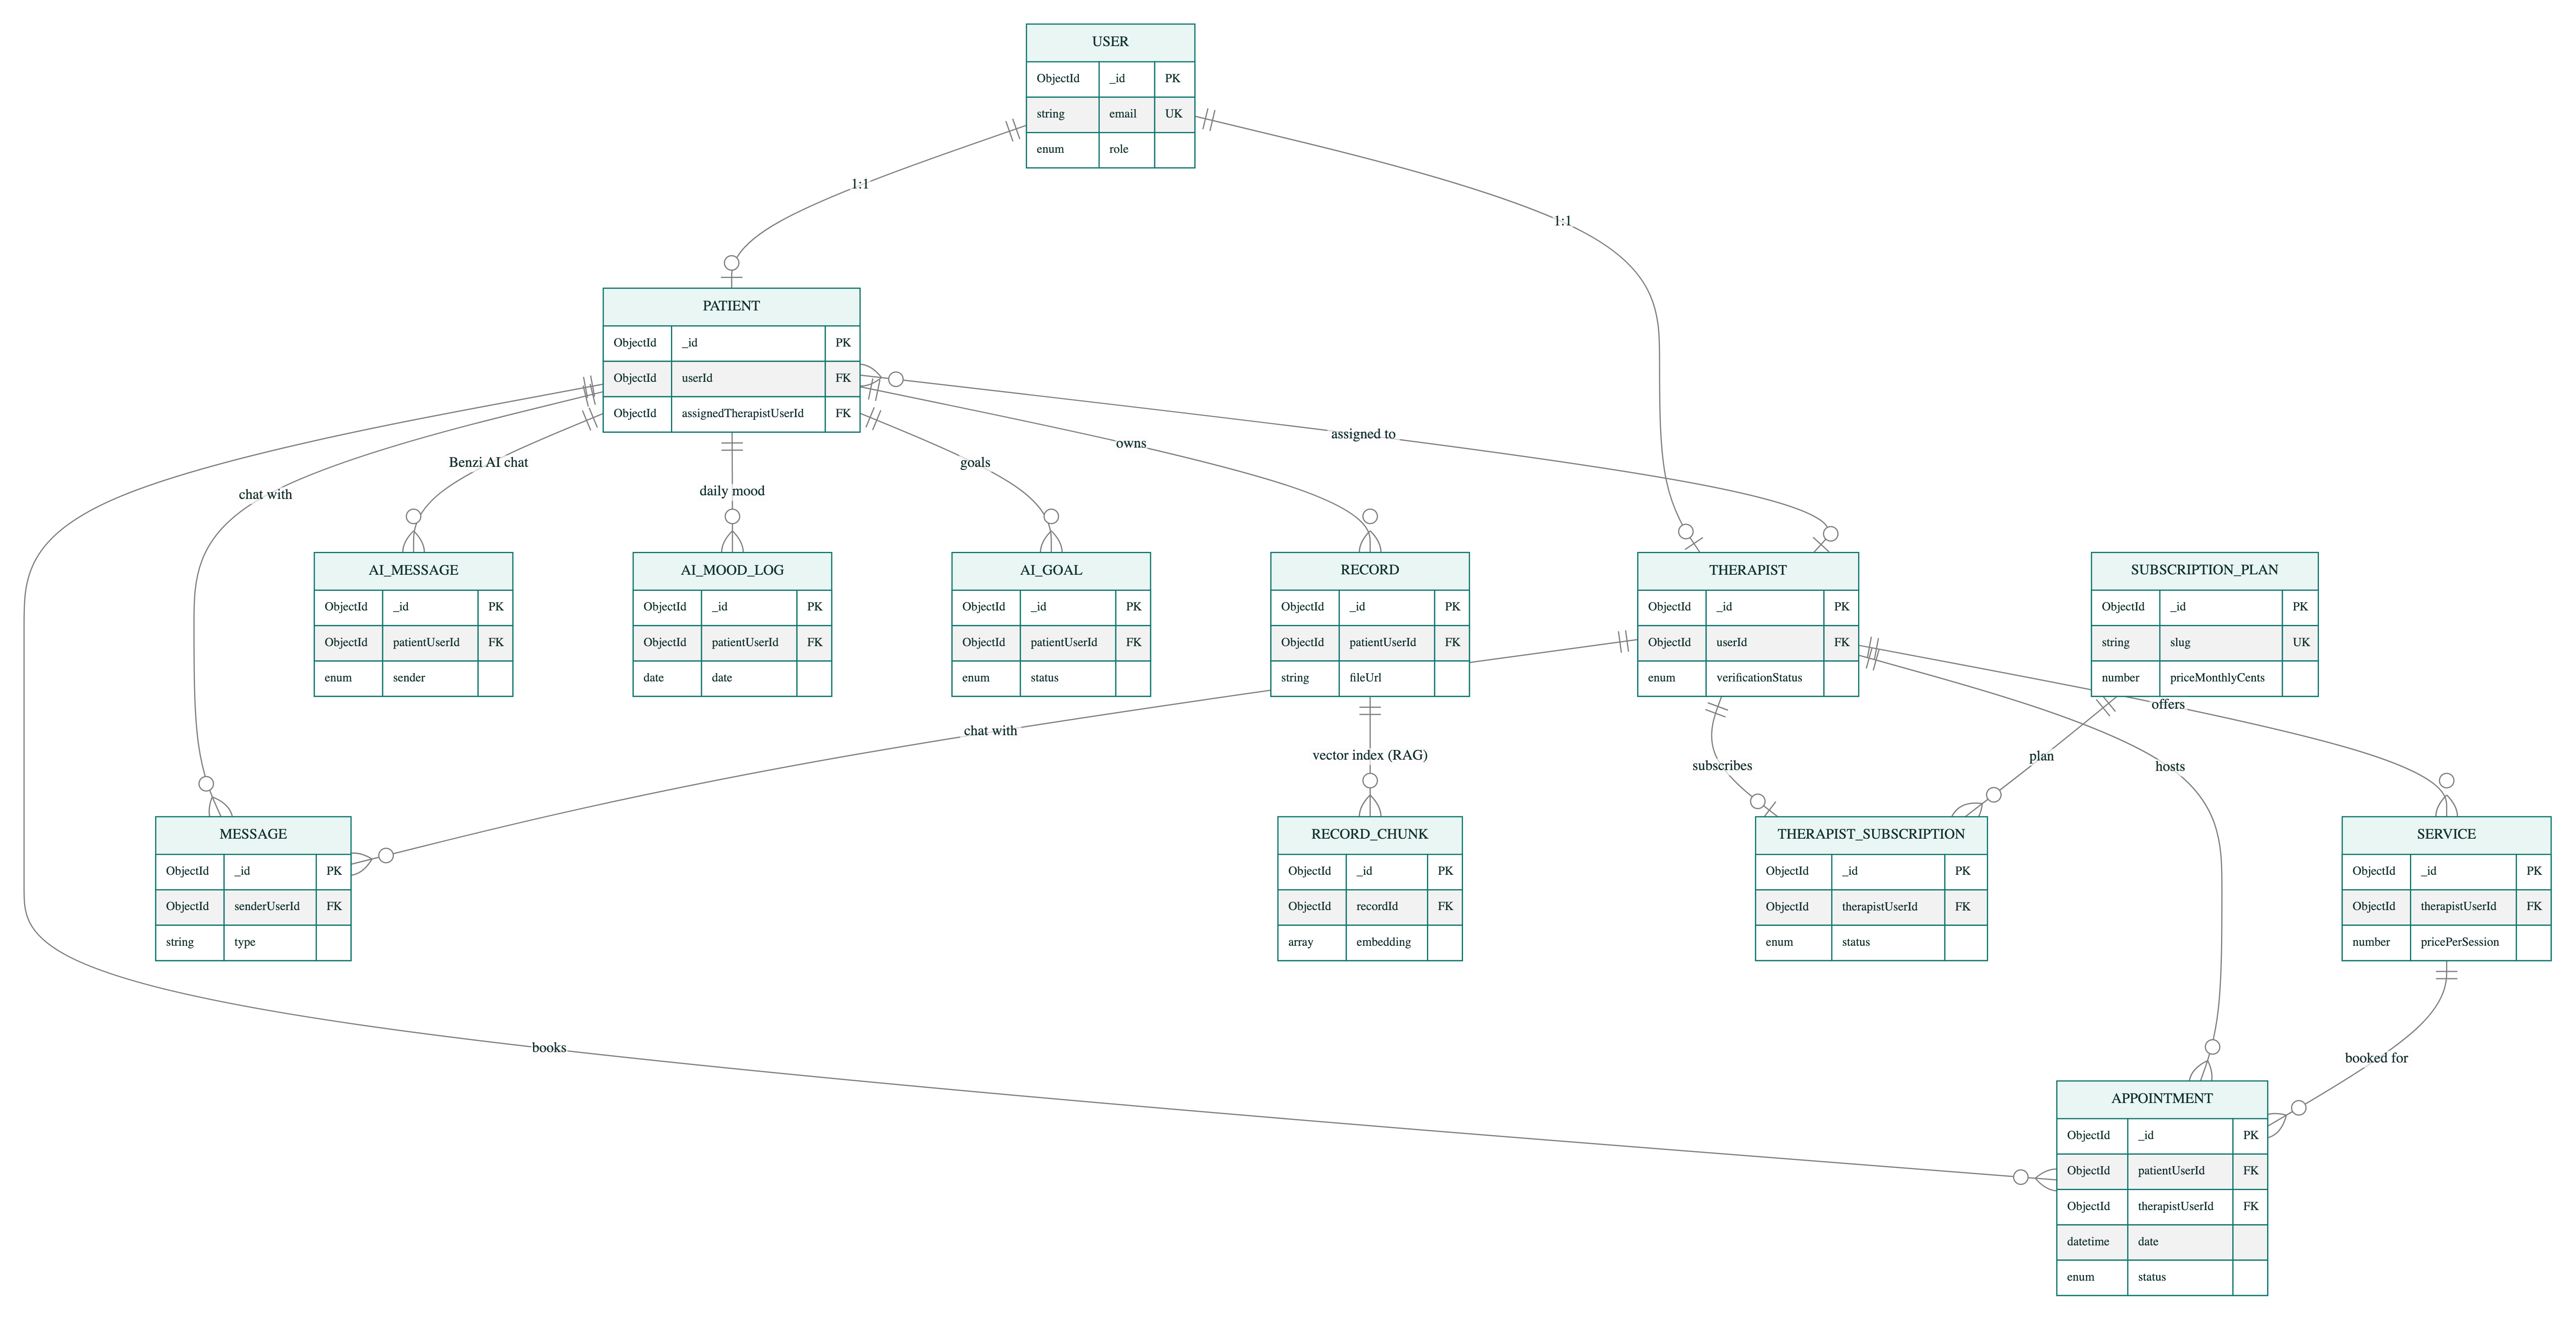 USER
ObjectId _id PK
string email UK
enum role
1:1
1:1
PATIENT
ObjectId _id PK
ObjectId userId FK
ObjectId assignedTherapistUserId FK
assigned to
owns
Benzi AI chat
goals
daily mood
chat with
AI_MESSAGE
ObjectId _id PK
ObjectId patientUserId FK
enum sender
AI_MOOD_LOG
ObjectId _id PK
ObjectId patientUserId FK
date date
AI_GOAL
ObjectId _id PK
ObjectId patientUserId FK
enum status
RECORD
ObjectId _id PK
ObjectId patientUserId FK
string fileUrl
THERAPIST
ObjectId _id PK
ObjectId userId FK
enum verificationStatus
SUBSCRIPTION_PLAN
ObjectId _id PK
string slug UK
number priceMonthlyCents
offers
chat with
vector index (RAG)
plan
subscribes
hosts
MESSAGE
ObjectId _id PK
ObjectId senderUserId FK
string type
RECORD_CHUNK
ObjectId _id PK
ObjectId recordId FK
array embedding
THERAPIST_SUBSCRIPTION
ObjectId _id PK
ObjectId therapistUserId FK
enum status
SERVICE
ObjectId _id PK
ObjectId therapistUserId FK
number pricePerSession
books
booked for
APPOINTMENT
ObjectId _id PK
ObjectId patientUserId FK
ObjectId therapistUserId FK
datetime date
enum status